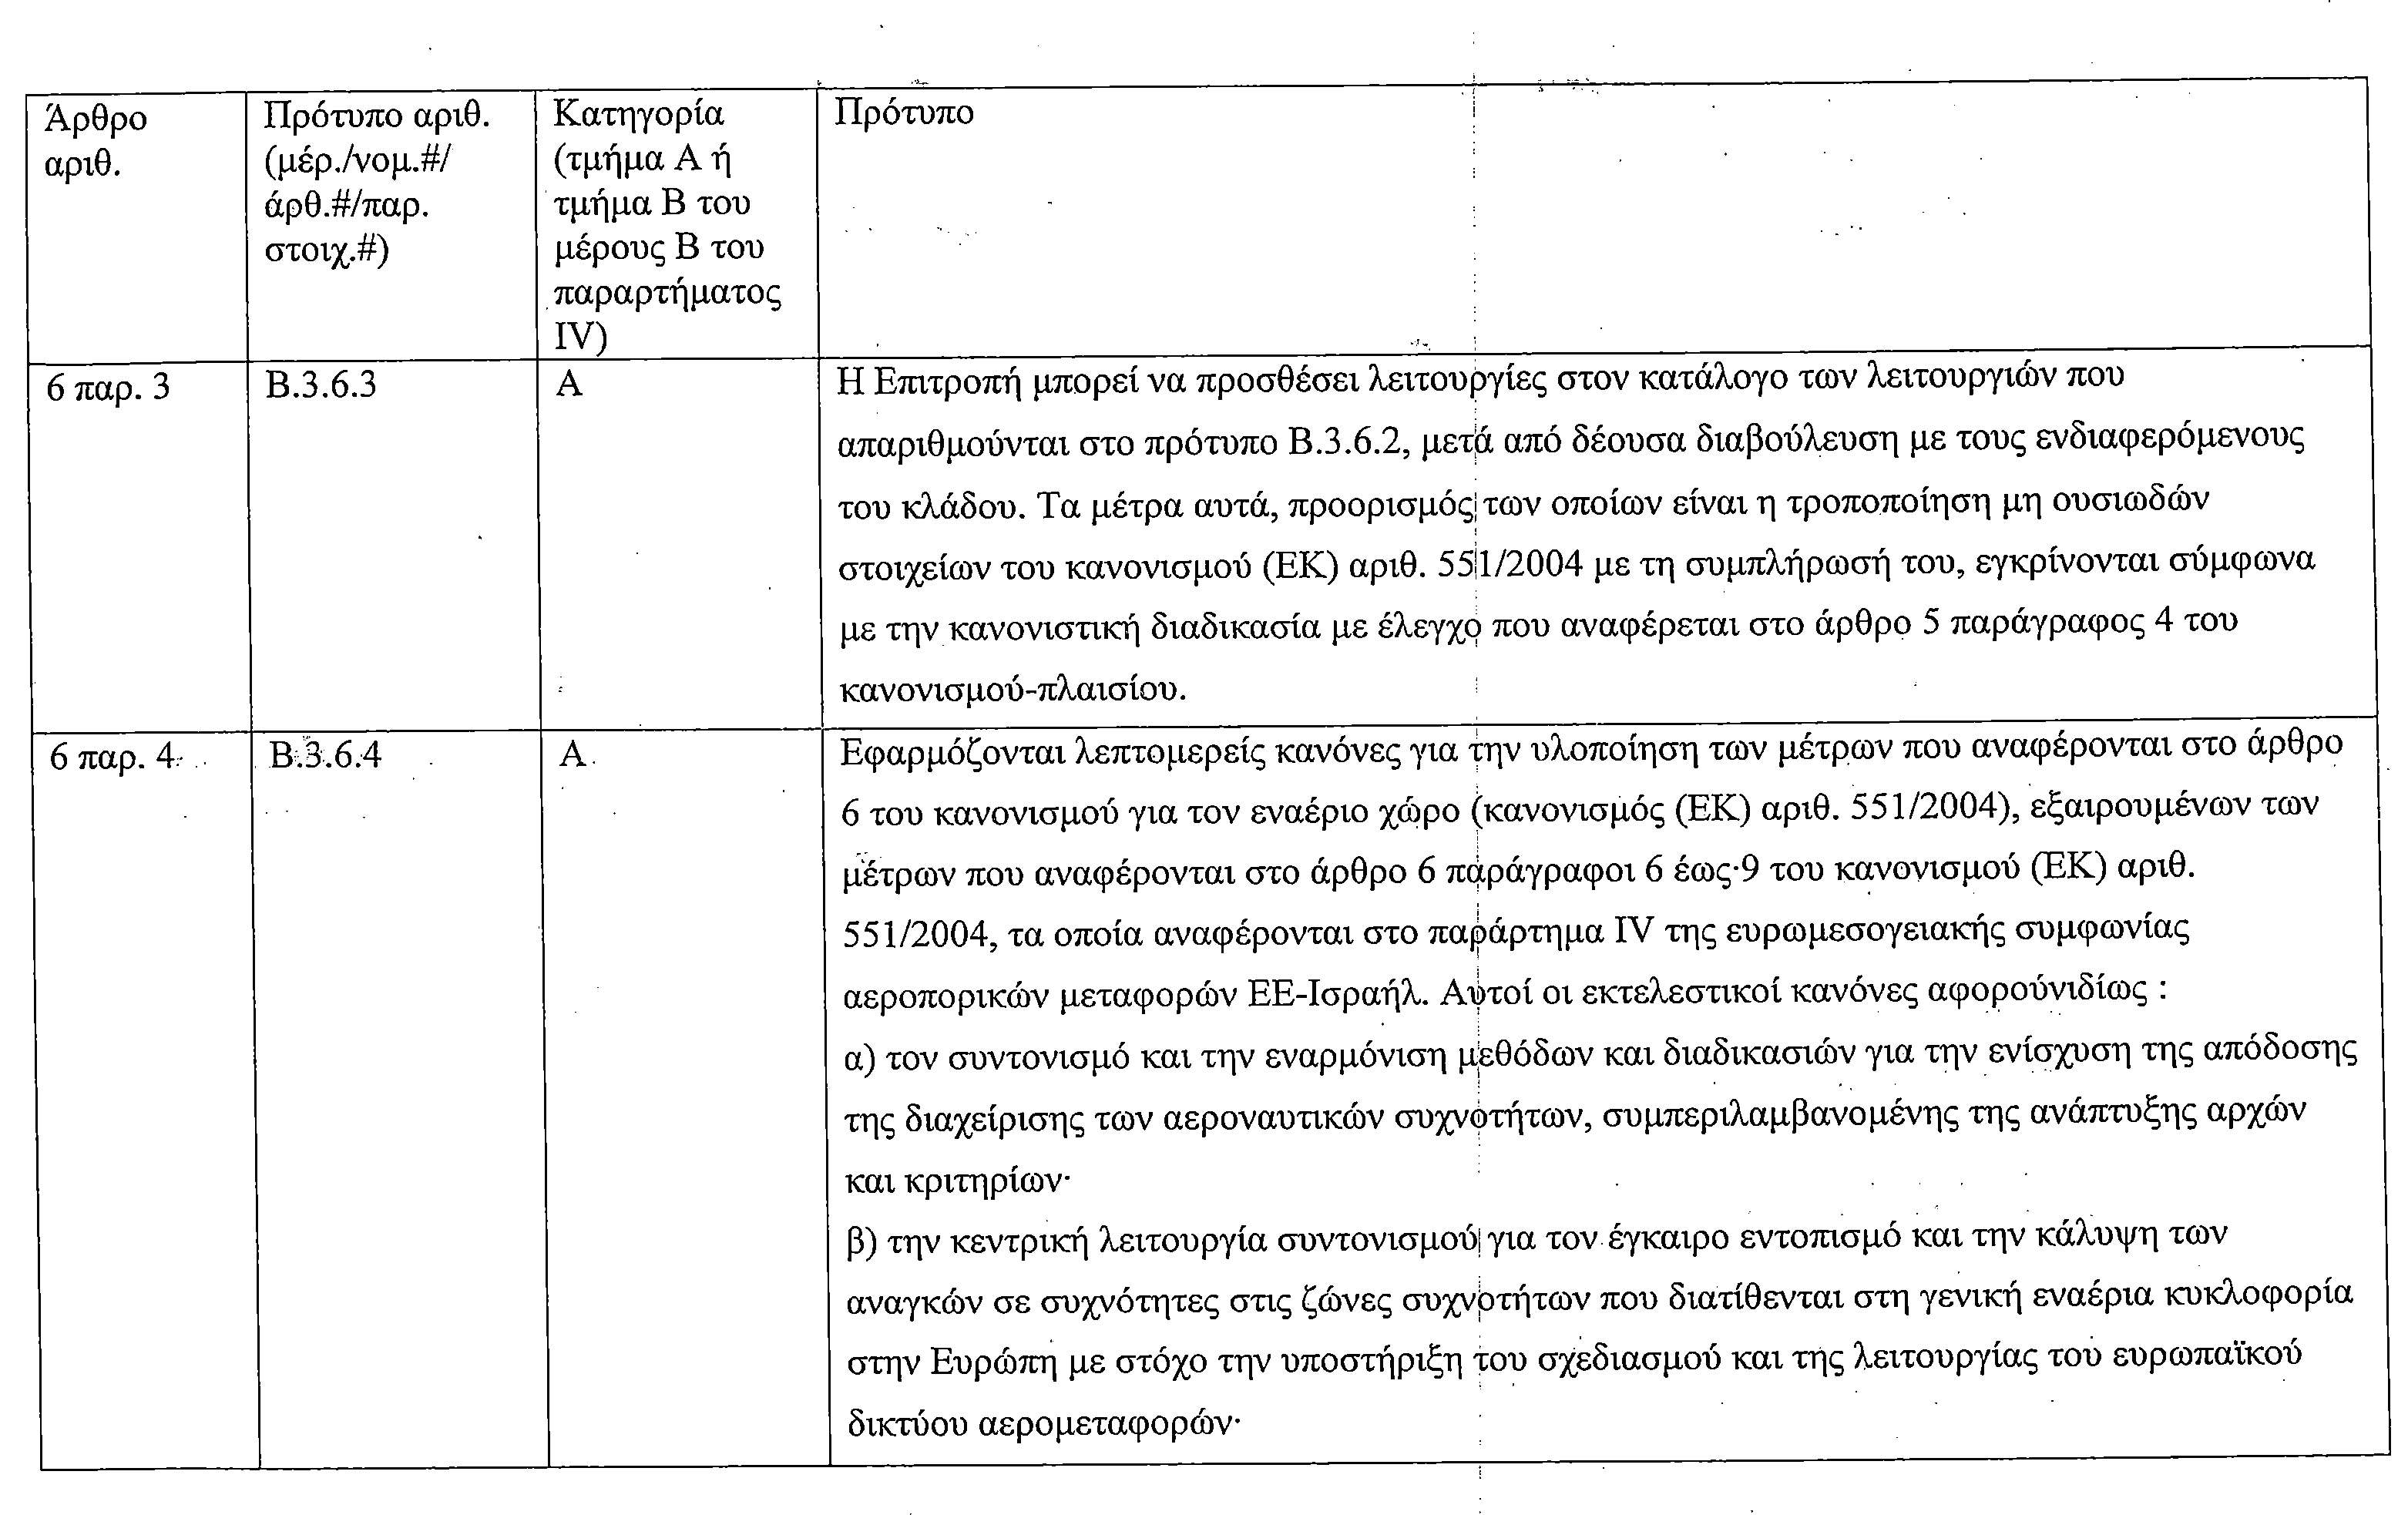 Άρθρο
αριθ.
Πρότυπο αριθ.
(μέρ./νομ.#/
άρθ.#/παρ.
στοιχ.#)
Κατηγορία
(τμήμα Α ή
τμήμα Β του
μέρους Β του
παραρτήματος
IV)
Πρότυπο
6 παρ. 3
Β.3.6.3
Α
Η Επιτροπή μπορεί να προσθέσει λειτουργίες στον κατάλογο των λειτουργιών που
απαριθμούνται στο πρότυπο Β.3.6.2, μετά από δέουσα διαβούλευση με τους ενδιαφερόμενους
του κλάδου. Τα μέτρα αυτά, προορισμός των οποίων είναι η τροποποίηση μη ουσιωδών
στοιχείων του κανονισμού (ΕΚ) αριθ. 551/2004 με τη συμπλήρωσή του, εγκρίνονται σύμφωνα
με την κανονιστική διαδικασία με έλεγχο που αναφέρεται στο άρθρο 5 παράγραφος 4 του
κανονισμού-πλαισίου.
6 παρ. 4
Β.3.6.4
Α
Εφαρμόζονται λεπτομερείς κανόνες για την υλοποίηση των μέτρων που αναφέρονται στο άρθρο
6 του κανονισμού για τον εναέριο χώρο (κανονισμός (ΕΚ) αριθ. 551/2004), εξαιρουμένων των
μέτρων που αναφέρονται στο άρθρο 6 παράγραφοι 6 έως 9 του κανονισμού (ΕΚ) αριθ.
551/2004, τα οποία αναφέρονται στο παράρτημα IV της ευρωμεσογειακής συμφωνίας
αεροπορικών μεταφορών ΕΕ-Ισραήλ. Αυτοί οι εκτελεστικοί κανόνες αφορούνιδίως :
α) τον συντονισμό και την εναρμόνιση μεθόδων και διαδικασιών για την ενίσχυση της απόδοσης
της διαχείρισης των αεροναυτικών συχνοτήτων, συμπεριλαμβανομένης της ανάπτυξης αρχών
και κριτηρίων·
β) την κεντρική λειτουργία συντονισμού για τον έγκαιρο εντοπισμό και την κάλυψη των
αναγκών σε συχνότητες στις ζώνες συχνοτήτων που διατίθενται στη γενική εναέρια κυκλοφορία
στην Ευρώπη με στόχο την υποστήριξη του σχεδιασμού και της λειτουργίας του ευρωπαϊκού
δικτύου αερομεταφορών·